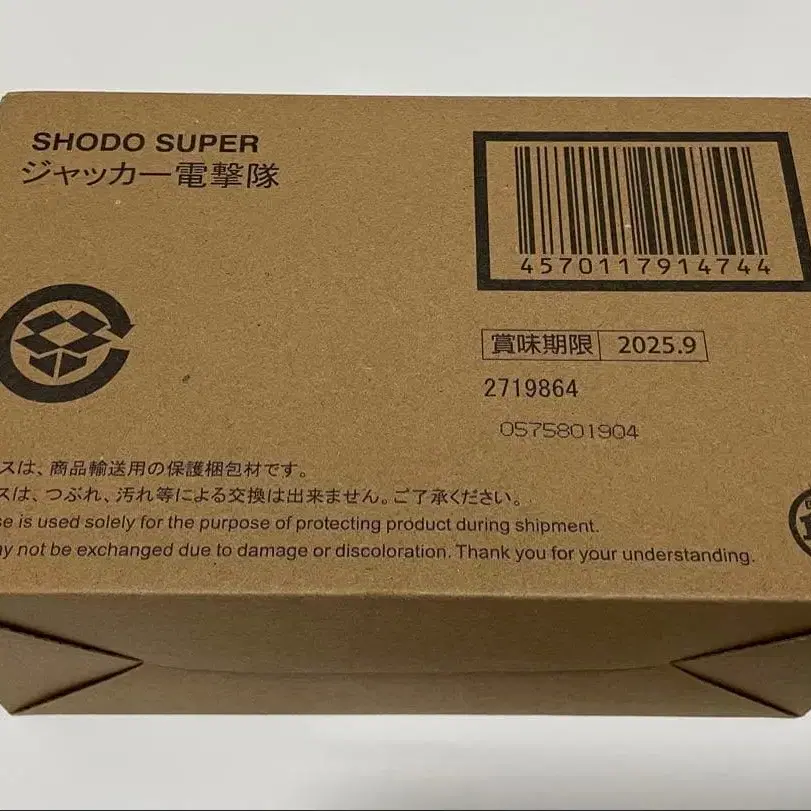 SHODO SUPER
ジャッカー電撃隊
4570117914744
賞味期限 2025.9
2719864
0575801904
スは、商品輸送用の保護梱包材です。
スは、つぶれ、汚れ等による交換は出来ません。ご了承ください。
se is used solely for the purpose of protecting product during shipment.
ay not be exchanged due to damage or discoloration. Thank you for your understanding.